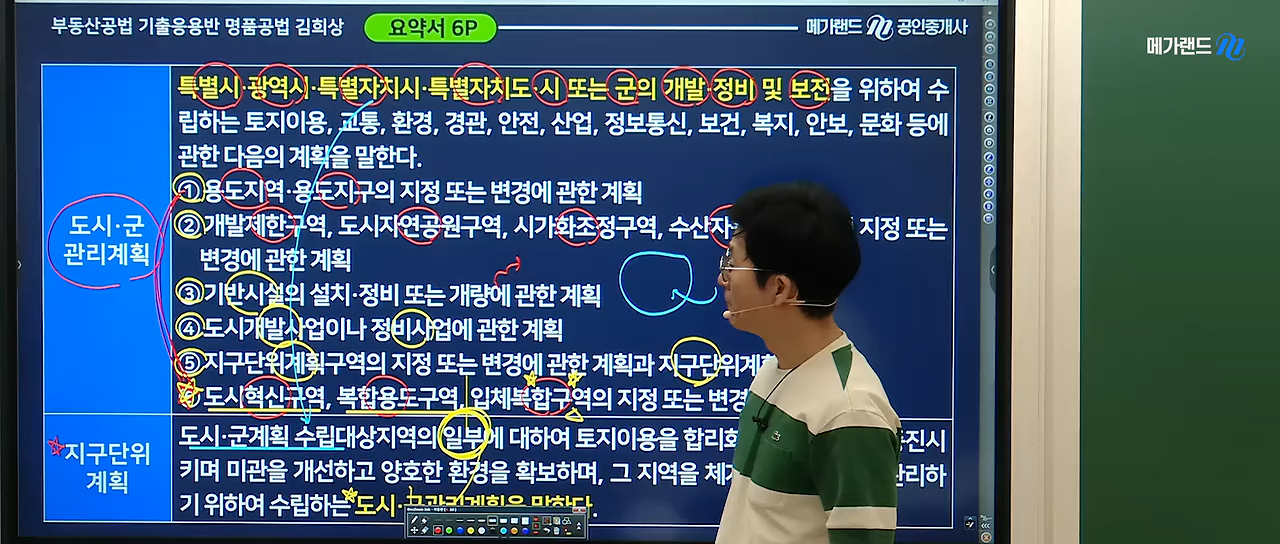 부동산공법 기출응용반 명품공법 김희상
요약서 6P
메가랜드 공인중개사
메가랜드
도시·군
관리계획
특별시·광역시·특별자치시·특별자치도·시 또는 군의 개발·정비 및 보전을 위하여 수
립하는 토지이용, 교통, 환경, 경관, 안전, 산업, 정보통신, 보건, 복지, 안보, 문화 등에
관한 다음의 계획을 말한다.
① 용도지역·용도지구의 지정 또는 변경에 관한 계획
② 개발제한구역, 도시자연공원구역, 시가화조정구역, 수산자 지정 또는
변경에 관한 계획
③ 기반시설의 설치·정비 또는 개량에 관한 계획
④ 도시개발사업이나 정비사업에 관한 계획
⑤ 지구단위계획구역의 지정 또는 변경에 관한 계획과 지구단위계획
도시혁신구역, 복합용도구역, 입체복합구역의 지정 또는 변경
지구단위
계획
도시·군계획 수립대상지역의 일부에 대하여 토지이용을 합리화 진시
키며 미관을 개선하고 양호한 환경을 확보하며, 그 지역을 체계 관리하
기 위하여 수립하는 도시·군관리계획을 말한다.